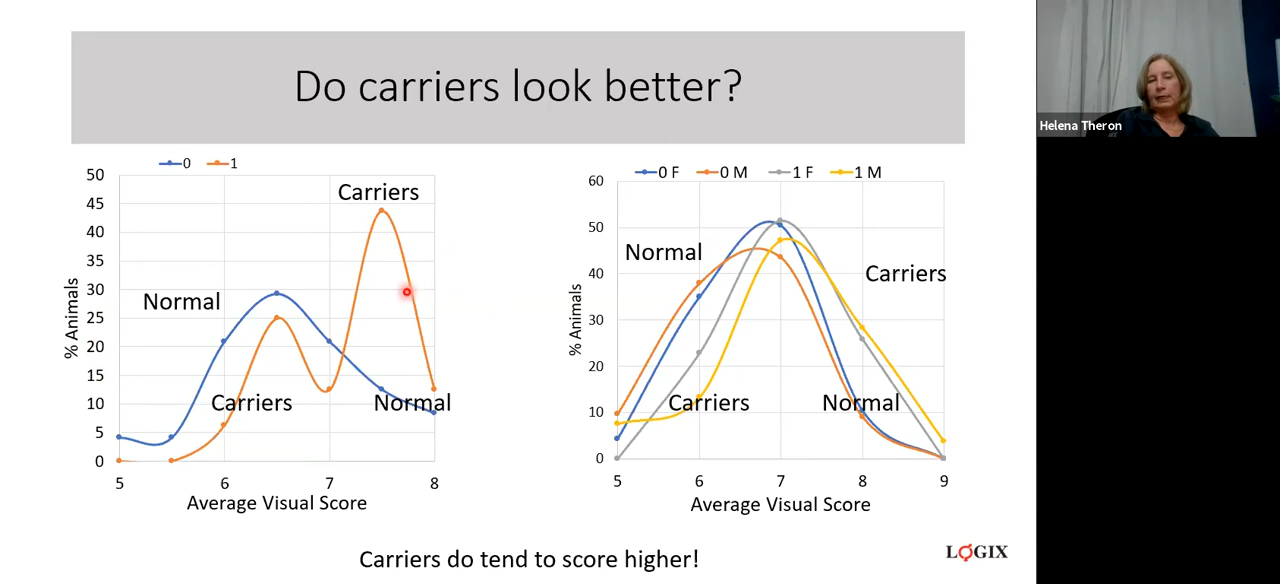 Do carriers look better?
Helena Theron
0 1
50
45
40
35
30
25
20
15
10
5
0
% Animals
Carriers
Normal
Carriers
Normal
5 6 7 8
Average Visual Score
0 F 0 M 1 F 1 M
60
50
40
30
20
10
0
% Animals
Normal
Carriers
Carriers
Normal
5 6 7 8 9
Average Visual Score
Carriers do tend to score higher!
LOGIX